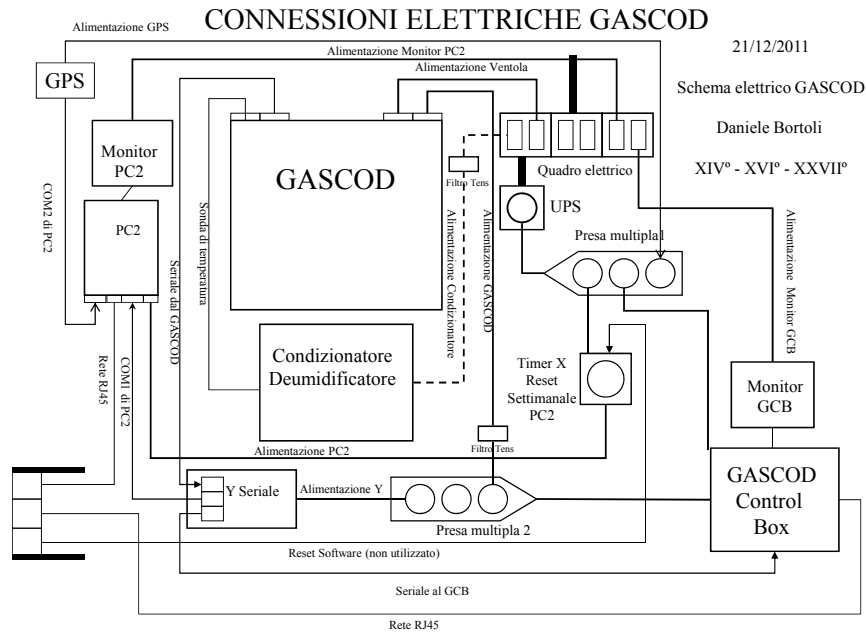 CONNESSIONI ELETTRICHE GASCOD
Alimentazione GPS
21/12/2011
Alimentazione Monitor PC2
Alimentazione Ventola
GPS
Schema elettrico GASCOD
Daniele Bortoli
XIVº - XVIº - XXVIIº
Monitor
PC2
GASCOD
Filtro Tens
Quadro elettrico
UPS
PC2
COM2 di PC2
Sonda di temperatura
Seriale dal GASCOD
Alimentazione Condizionatore
Alimentazione GASCOD
Presa multipla1
Alimentazione Monitor GCB
Rete RJ45
COM1 di PC2
Condizionatore
Deumidificatore
Timer X
Reset
Settimanale
PC2
Monitor
GCB
Alimentazione PC2
Filtro Tens
Y Seriale
Alimentazione Y
Presa multipla 2
GASCOD
Control
Box
Reset Software (non utilizzato)
Seriale al GCB
Rete RJ45